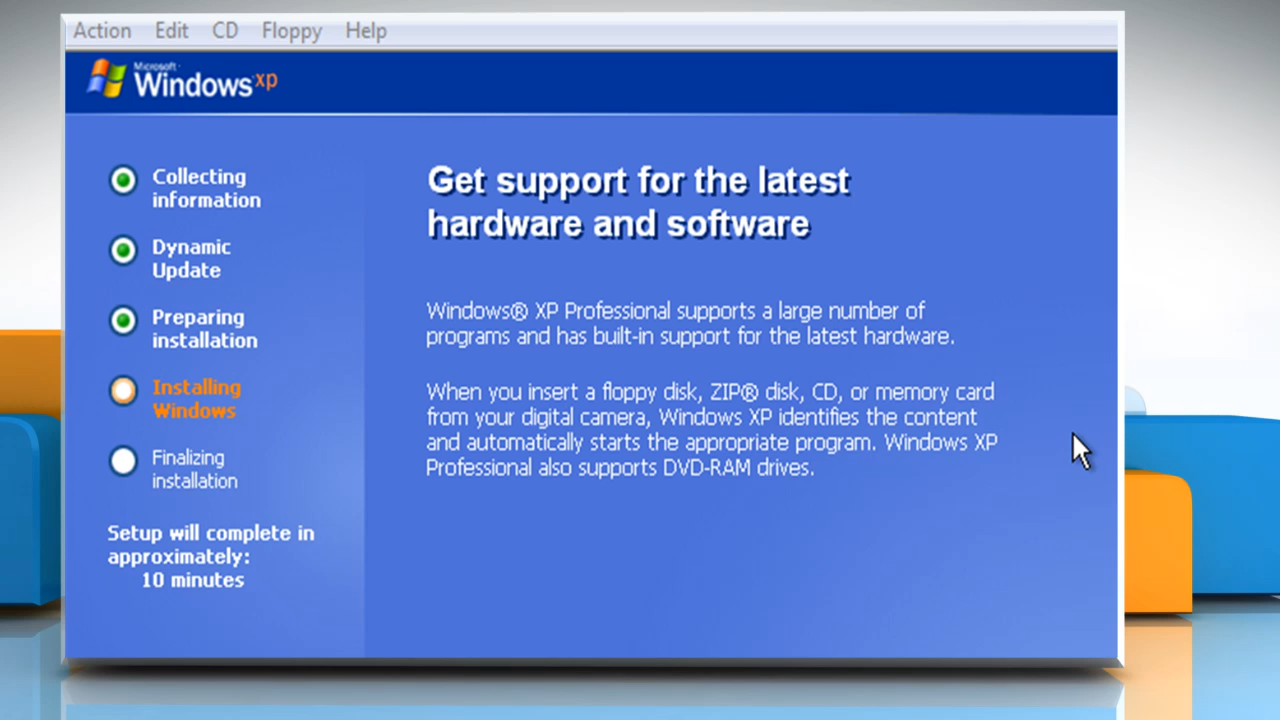 Action Edit CD Floppy Help
Microsoft
Windows xp
Collecting
information
Dynamic
Update
Preparing
installation
Installing
Windows
Finalizing
installation
Setup will complete in
approximately:
10 minutes
Get support for the latest
hardware and software
Windows® XP Professional supports a large number of
programs and has built-in support for the latest hardware.
When you insert a floppy disk, ZIP® disk, CD, or memory card
from your digital camera, Windows XP identifies the content
and automatically starts the appropriate program. Windows XP
Professional also supports DVD-RAM drives.